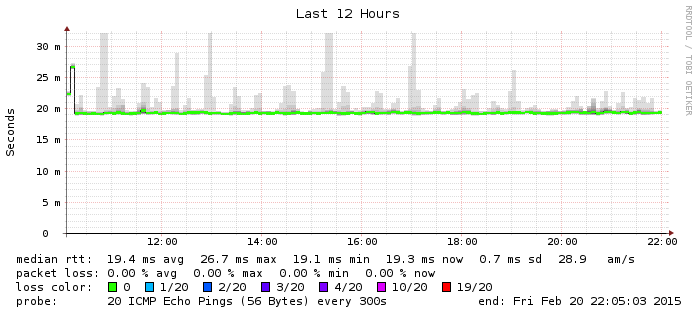 Last 12 Hours
RRDTOOL / TOBI OETIKER
Seconds
30 m
25 m
20 m
15 m
10 m
5 m
0
12:00 14:00 16:00 18:00 20:00 22:00
median rtt: 19.4 ms avg 26.7 ms max 19.1 ms min 19.3 ms now 0.7 ms sd 28.9 am/s
packet loss: 0.00 % avg 0.00 % max 0.00 % min 0.00 % now
loss color: 0 1/20 2/20 3/20 4/20 10/20 19/20
probe: 20 ICMP Echo Pings (56 Bytes) every 300s end: Fri Feb 20 22:05:03 2015